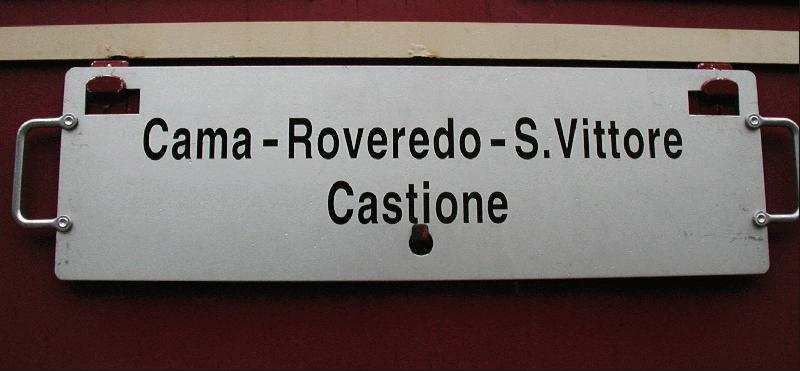 Cama - Roveredo - S. Vittore
Castione